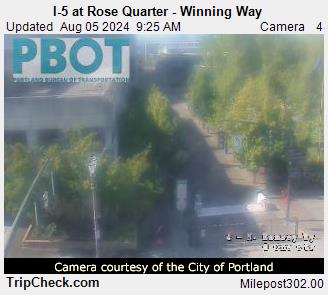 I-5 at Rose Quarter - Winning Way
Updated Aug 05 2024 9:25 AM Camera 4
PBOT
PORTLAND BUREAU OF TRANSPORTATION
Camera courtesy of the City of Portland
TripCheck.com Milepost302.00